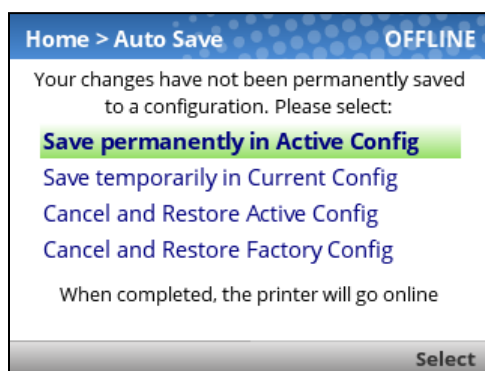 Home > Auto Save OFFLINE
Your changes have not been permanently saved
to a configuration. Please select:
Save permanently in Active Config
Save temporarily in Current Config
Cancel and Restore Active Config
Cancel and Restore Factory Config
When completed, the printer will go online
Select